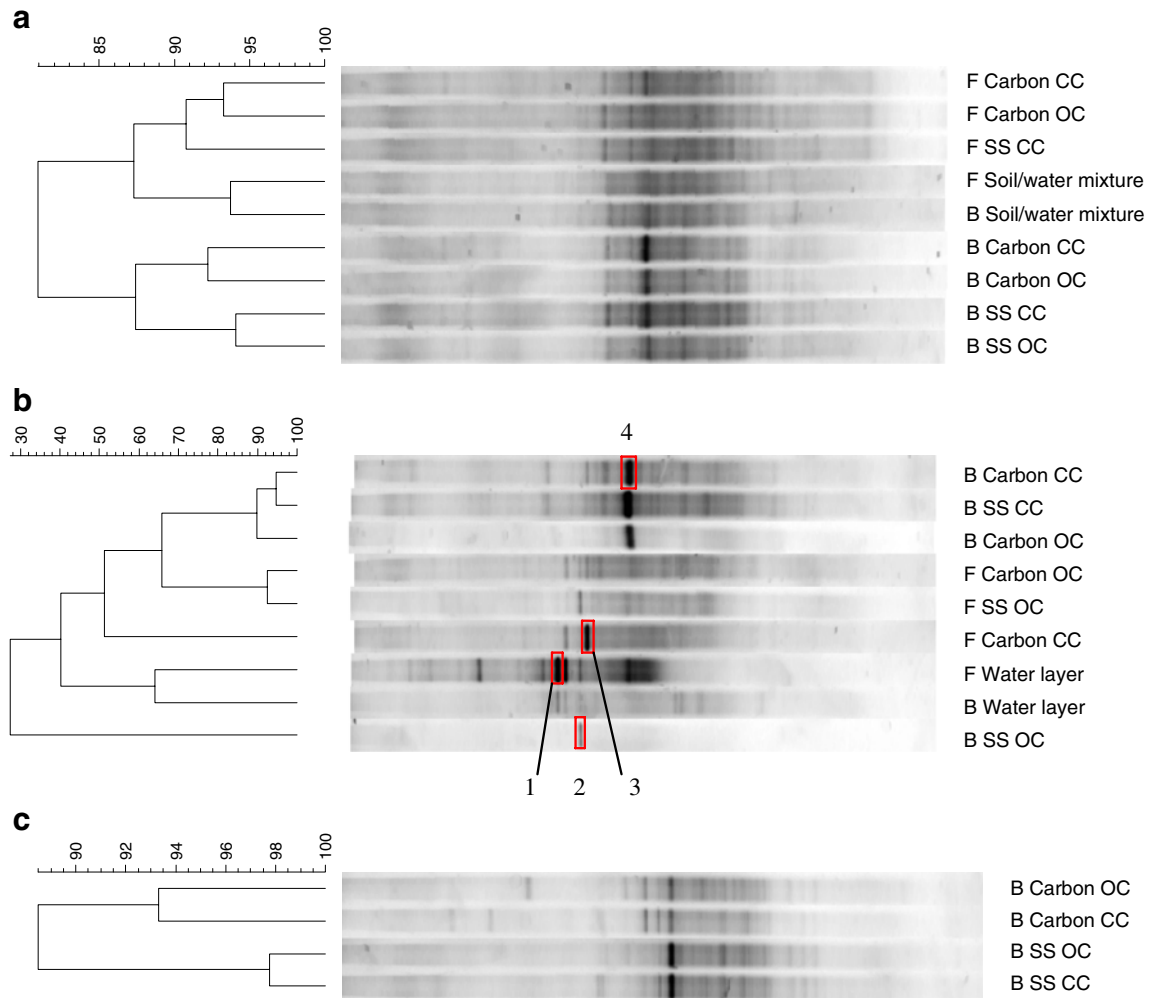 a
85 90 95 100
F Carbon CC
F Carbon OC
F SS CC
F Soil/water mixture
B Soil/water mixture
B Carbon CC
B Carbon OC
B SS CC
B SS OC
b
30 40 50 60 70 80 90 100
4
B Carbon CC
B SS CC
B Carbon OC
F Carbon OC
F SS OC
F Carbon CC
F Water layer
B Water layer
B SS OC
1 2 3
c
90 92 94 96 98 100
B Carbon OC
B Carbon CC
B SS OC
B SS CC